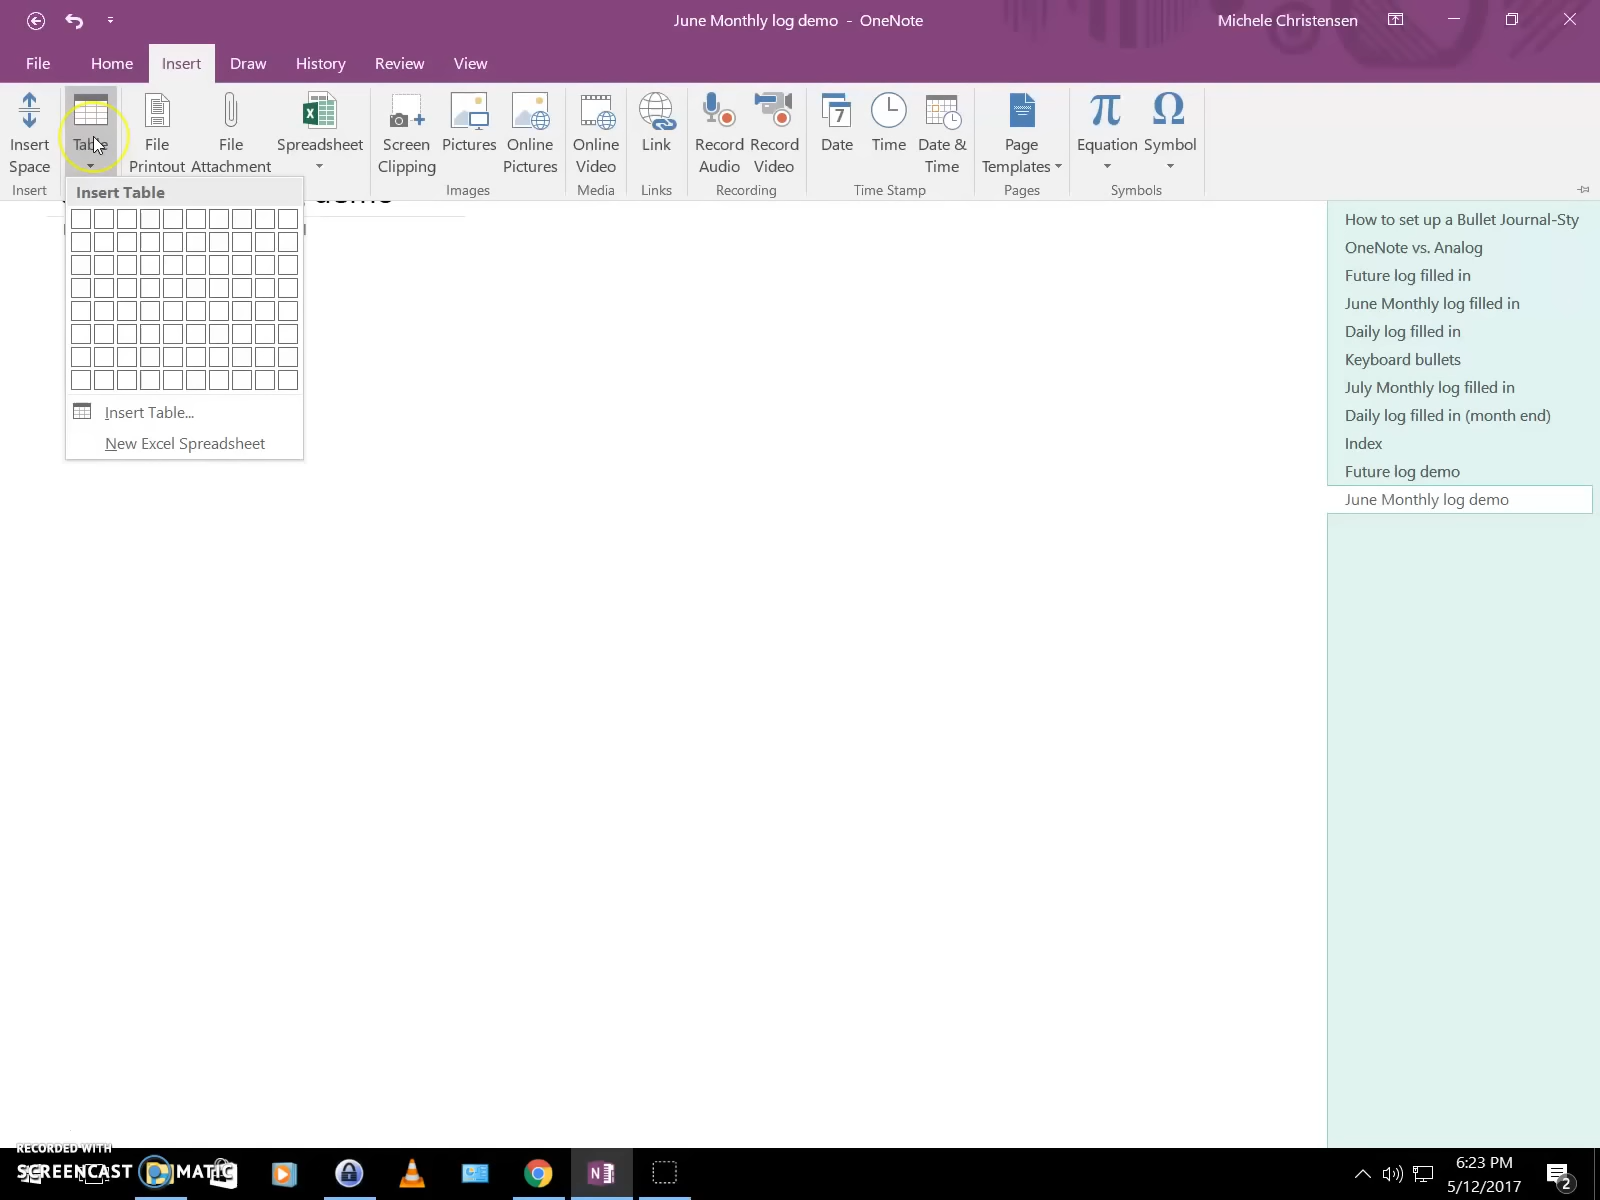 June Monthly log demo - OneNote
Michele Christensen
File Home Insert Draw History Review View
Insert Space
Table
File Printout
File Attachment
Spreadsheet
Screen Clipping
Pictures
Online Pictures
Online Video
Link
Record Audio
Record Video
Date
Time
Date & Time
Page Templates
Equation
Symbol
Insert
Images
Media
Links
Recording
Time Stamp
Pages
Symbols
Insert Table
demo
Insert Table...
New Excel Spreadsheet
How to set up a Bullet Journal-Sty
OneNote vs. Analog
Future log filled in
June Monthly log filled in
Daily log filled in
Keyboard bullets
July Monthly log filled in
Daily log filled in (month end)
Index
Future log demo
June Monthly log demo
RECORDED WITH
SCREENCAST MATIC
N
6:23 PM
5/12/2017
2